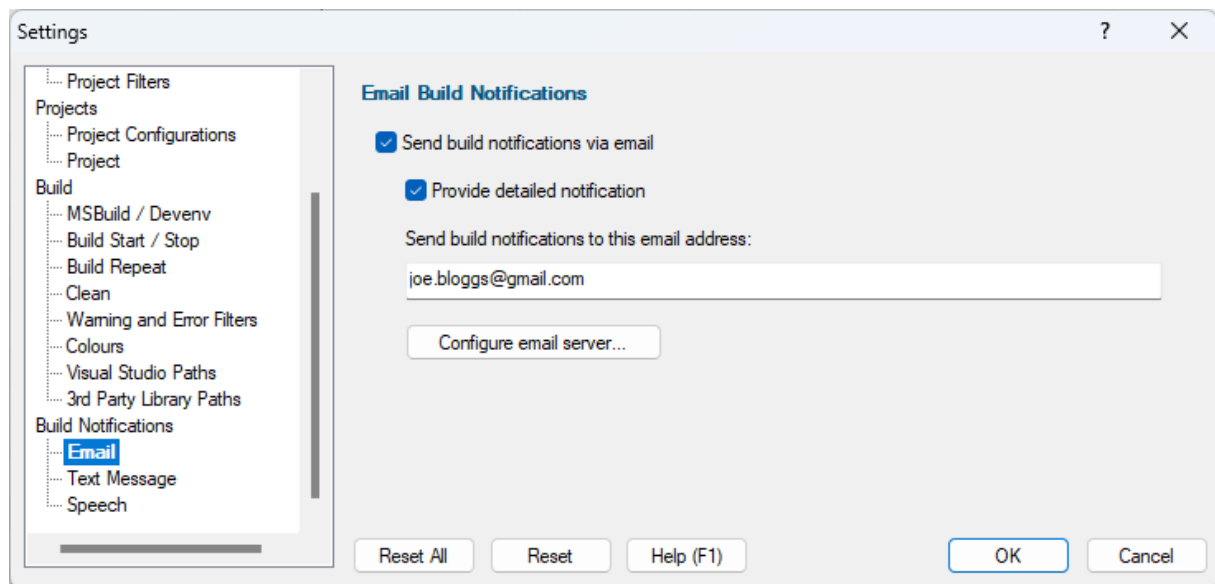 Settings
?
Project Filters
Projects
Project Configurations
Project
Build
MSBuild / Devenv
Build Start / Stop
Build Repeat
Clean
Warning and Error Filters
Colours
Visual Studio Paths
3rd Party Library Paths
Build Notifications
Email
Text Message
Speech
Email Build Notifications
Send build notifications via email
Provide detailed notification
Send build notifications to this email address:
joe.bloggs@gmail.com
Configure email server...
Reset All
Reset
Help (F1)
OK
Cancel